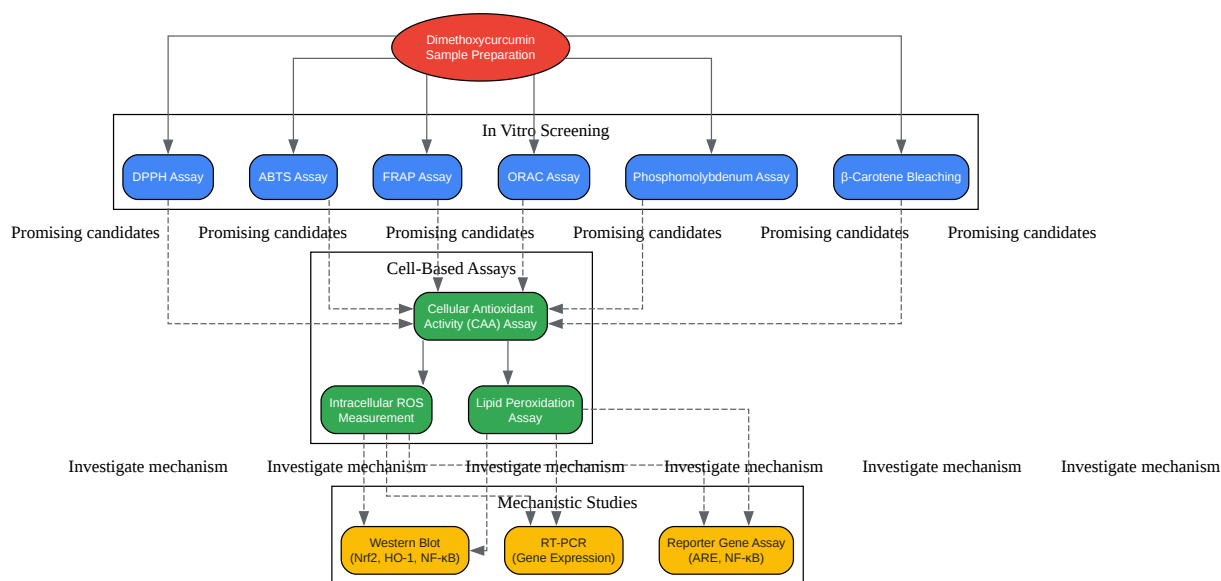 Dimethoxycurcumin
Sample Preparation
In Vitro Screening
DPPH Assay
ABTS Assay
FRAP Assay
ORAC Assay
Phosphomolybdenum Assay
β-Carotene Bleaching
Promising candidates
Promising candidates
Promising candidates
Promising candidates
Promising candidates
Promising candidates
Cell-Based Assays
Cellular Antioxidant
Activity (CAA) Assay
Intracellular ROS
Measurement
Lipid Peroxidation
Assay
Investigate mechanism
Investigate mechanism
Investigate mechanism
Investigate mechanism
Investigate mechanism
Investigate mechanism
Mechanistic Studies
Western Blot
(Nrf2, HO-1, NF-κB)
RT-PCR
(Gene Expression)
Reporter Gene Assay
(ARE, NF-κB)